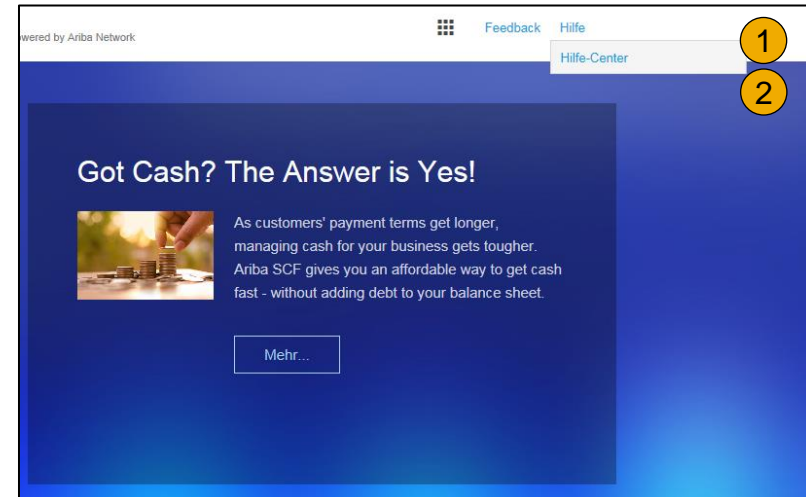 wered by Ariba Network
Feedback Hilfe
1
Hilfe-Center
2
Got Cash? The Answer is Yes!
As customers' payment terms get longer,
managing cash for your business gets tougher.
Ariba SCF gives you an affordable way to get cash
fast - without adding debt to your balance sheet.
Mehr...